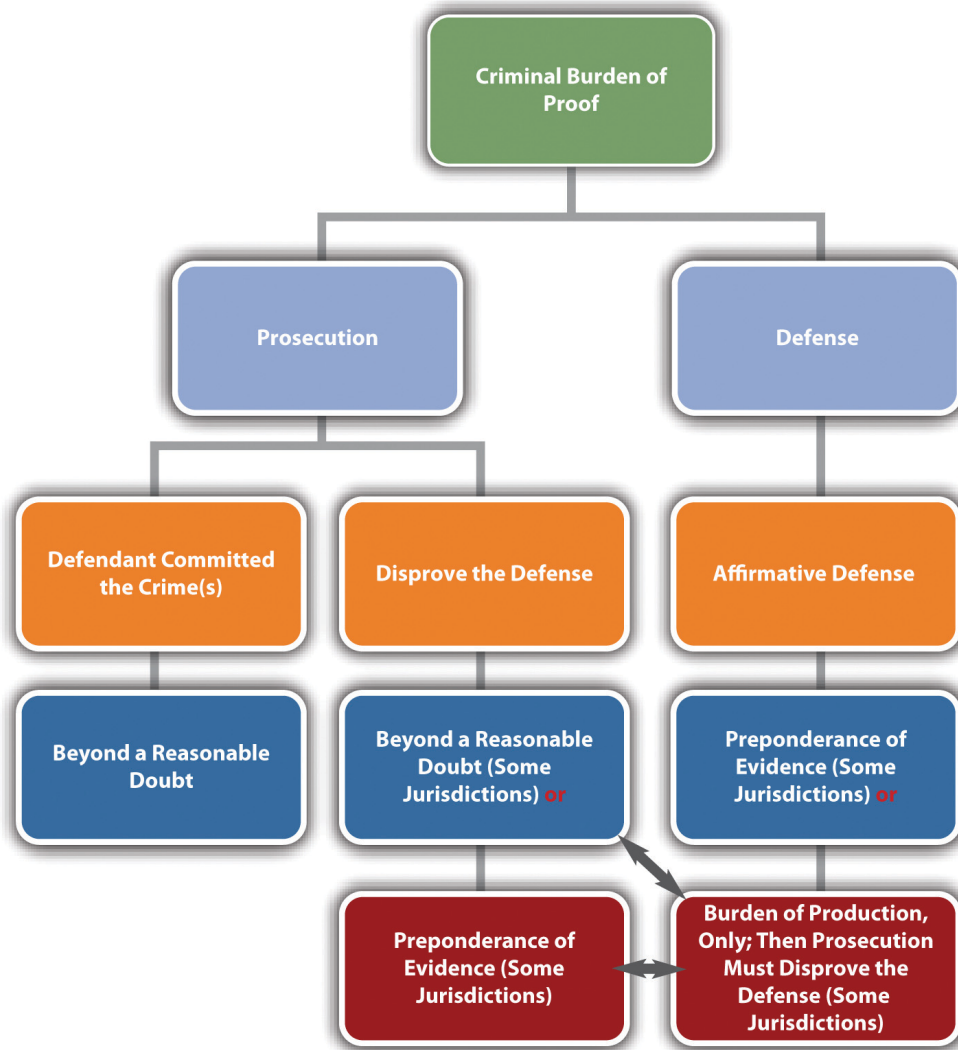 Criminal Burden of
Proof
Prosecution
Defense
Defendant Committed
the Crime(s)
Disprove the Defense
Affirmative Defense
Beyond a Reasonable
Doubt
Beyond a Reasonable
Doubt (Some
Jurisdictions) or
Preponderance of
Evidence (Some
Jurisdictions) or
Preponderance of
Evidence (Some
Jurisdictions)
Burden of Production,
Only; Then Prosecution
Must Disprove the
Defense (Some
Jurisdictions)